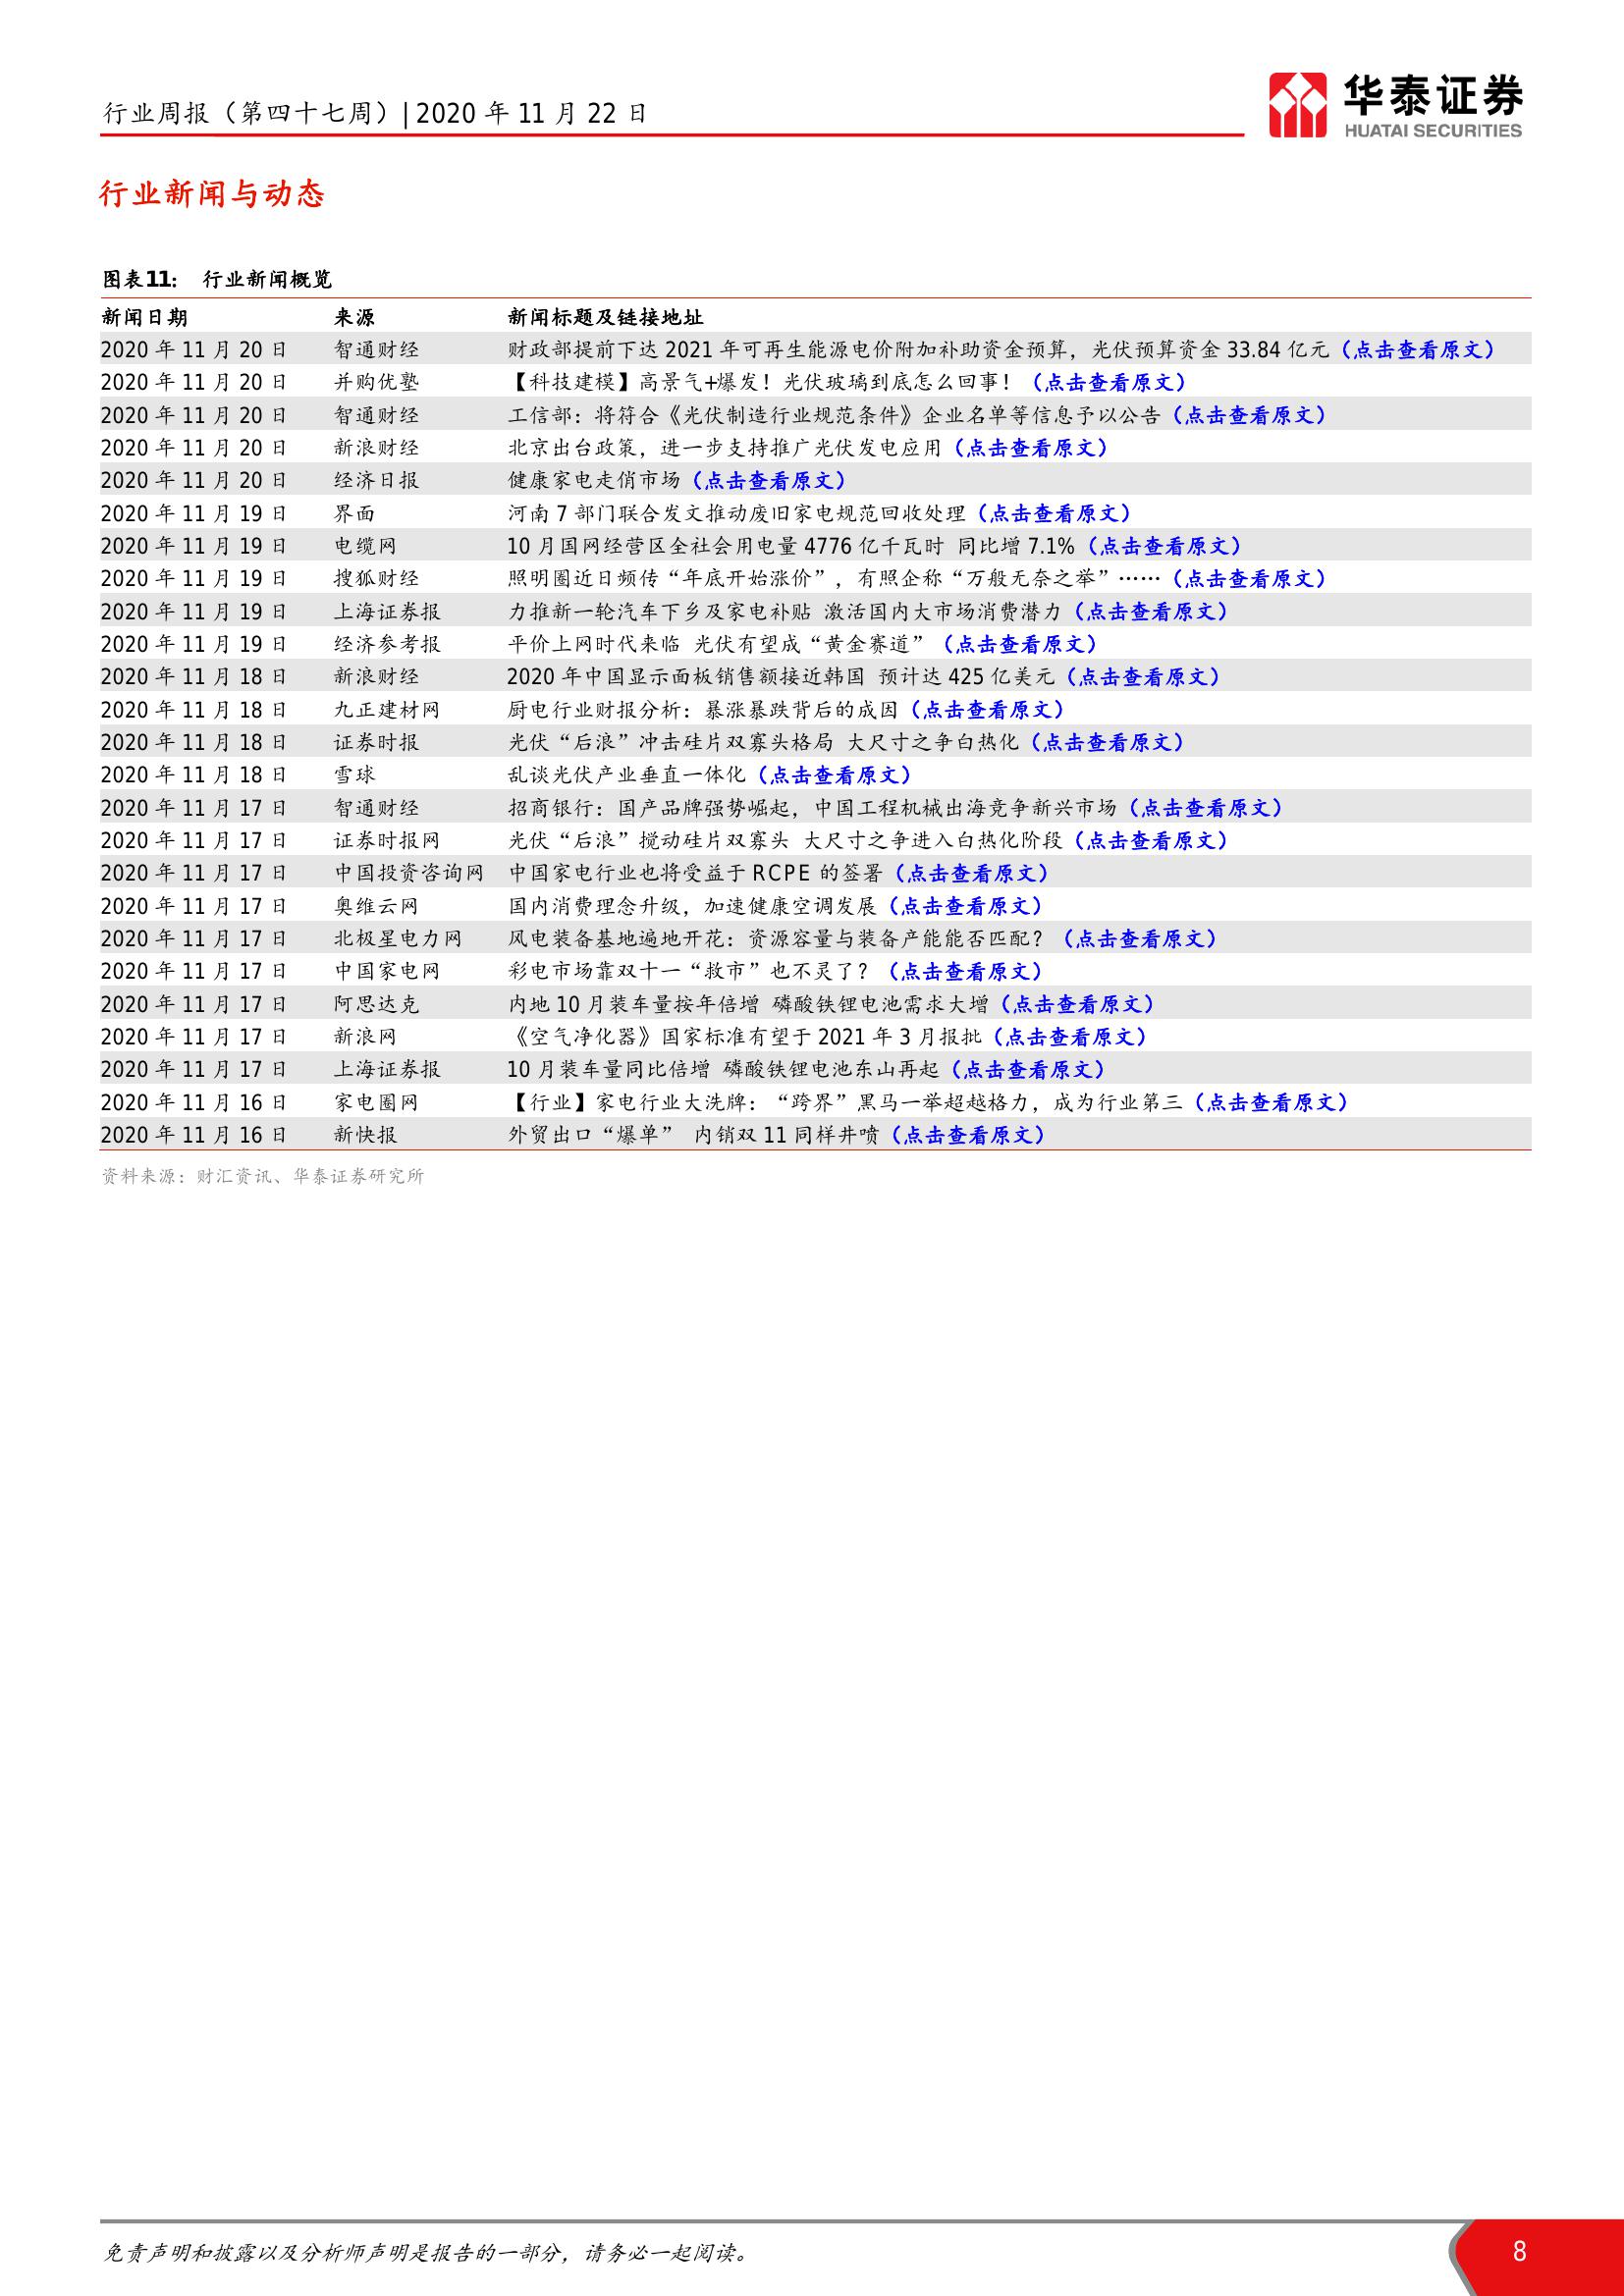 行业周报（第四十七周）| 2020 年 11 月 22 日
华泰证券
HUATAI SECURITIES
行业新闻与动态
图表11： 行业新闻概览
新闻日期 来源 新闻标题及链接地址
2020 年 11 月 20 日 智通财经 财政部提前下达 2021 年可再生能源电价附加补助资金预算，光伏预算资金 33.84 亿元（点击查看原文）
2020 年 11 月 20 日 并购优塾 【科技建模】高景气+爆发！光伏玻璃到底怎么回事！（点击查看原文）
2020 年 11 月 20 日 智通财经 工信部：将符合《光伏制造行业规范条件》企业名单等信息予以公告（点击查看原文）
2020 年 11 月 20 日 新浪财经 北京出台政策，进一步支持推广光伏发电应用（点击查看原文）
2020 年 11 月 20 日 经济日报 健康家电走俏市场（点击查看原文）
2020 年 11 月 19 日 界面 河南 7 部门联合发文推动废旧家电规范回收处理（点击查看原文）
2020 年 11 月 19 日 电缆网 10 月国网经营区全社会用电量 4776 亿千瓦时 同比增 7.1%（点击查看原文）
2020 年 11 月 19 日 搜狐财经 照明圈近日频传“年底开始涨价”，有照企称“万般无奈之举”……（点击查看原文）
2020 年 11 月 19 日 上海证券报 力推新一轮汽车下乡及家电补贴 激活国内大市场消费潜力（点击查看原文）
2020 年 11 月 19 日 经济参考报 平价上网时代来临 光伏有望成“黄金赛道”（点击查看原文）
2020 年 11 月 18 日 新浪财经 2020 年中国显示面板销售额接近韩国 预计达 425 亿美元（点击查看原文）
2020 年 11 月 18 日 九正建材网 厨电行业财报分析：暴涨暴跌背后的成因（点击查看原文）
2020 年 11 月 18 日 证券时报 光伏“后浪”冲击硅片双寡头格局 大尺寸之争白热化（点击查看原文）
2020 年 11 月 18 日 雪球 乱谈光伏产业垂直一体化（点击查看原文）
2020 年 11 月 17 日 智通财经 招商银行：国产品牌强势崛起，中国工程机械出海竞争新兴市场（点击查看原文）
2020 年 11 月 17 日 证券时报网 光伏“后浪”搅动硅片双寡头 大尺寸之争进入白热化阶段（点击查看原文）
2020 年 11 月 17 日 中国投资咨询网 中国家电行业也将受益于 RCPE 的签署（点击查看原文）
2020 年 11 月 17 日 奥维云网 国内消费理念升级，加速健康空调发展（点击查看原文）
2020 年 11 月 17 日 北极星电力网 风电装备基地遍地开花：资源容量与装备产能能否匹配？（点击查看原文）
2020 年 11 月 17 日 中国家电网 彩电市场靠双十一“救市”也不灵了？（点击查看原文）
2020 年 11 月 17 日 阿思达克 内地 10 月装车量按年倍增 磷酸铁锂电池需求大增（点击查看原文）
2020 年 11 月 17 日 新浪网 《空气净化器》国家标准有望于 2021 年 3 月报批（点击查看原文）
2020 年 11 月 17 日 上海证券报 10 月装车量同比倍增 磷酸铁锂电池东山再起（点击查看原文）
2020 年 11 月 16 日 家电圈网 【行业】家电行业大洗牌：“跨界”黑马一举超越格力，成为行业第三（点击查看原文）
2020 年 11 月 16 日 新快报 外贸出口“爆单” 内销双 11 同样井喷（点击查看原文）
资料来源：财汇资讯、华泰证券研究所
免责声明和披露以及分析师声明是报告的一部分，请务必一起阅读。
8